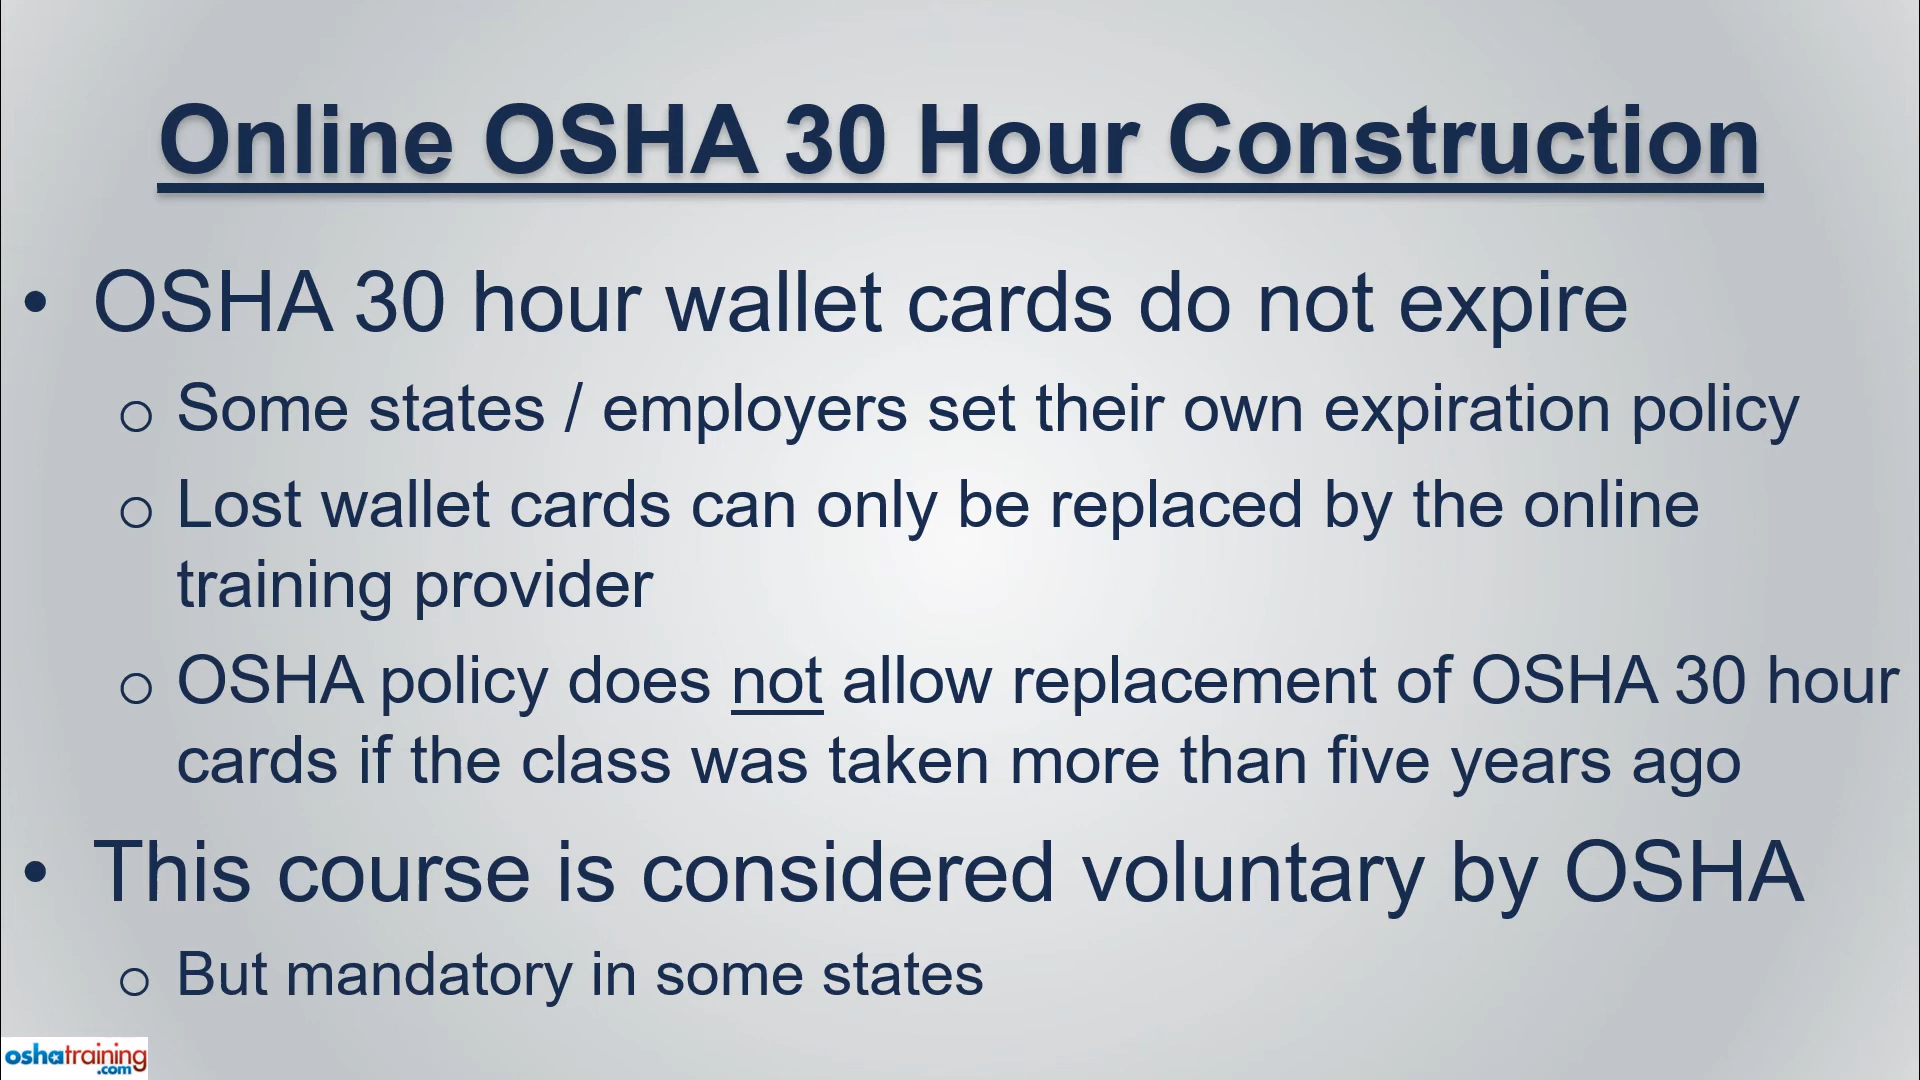 Online OSHA 30 Hour Construction
• OSHA 30 hour wallet cards do not expire
o Some states / employers set their own expiration policy
o Lost wallet cards can only be replaced by the online
training provider
o OSHA policy does not allow replacement of OSHA 30 hour
cards if the class was taken more than five years ago
• This course is considered voluntary by OSHA
o But mandatory in some states
oshatraining
.com